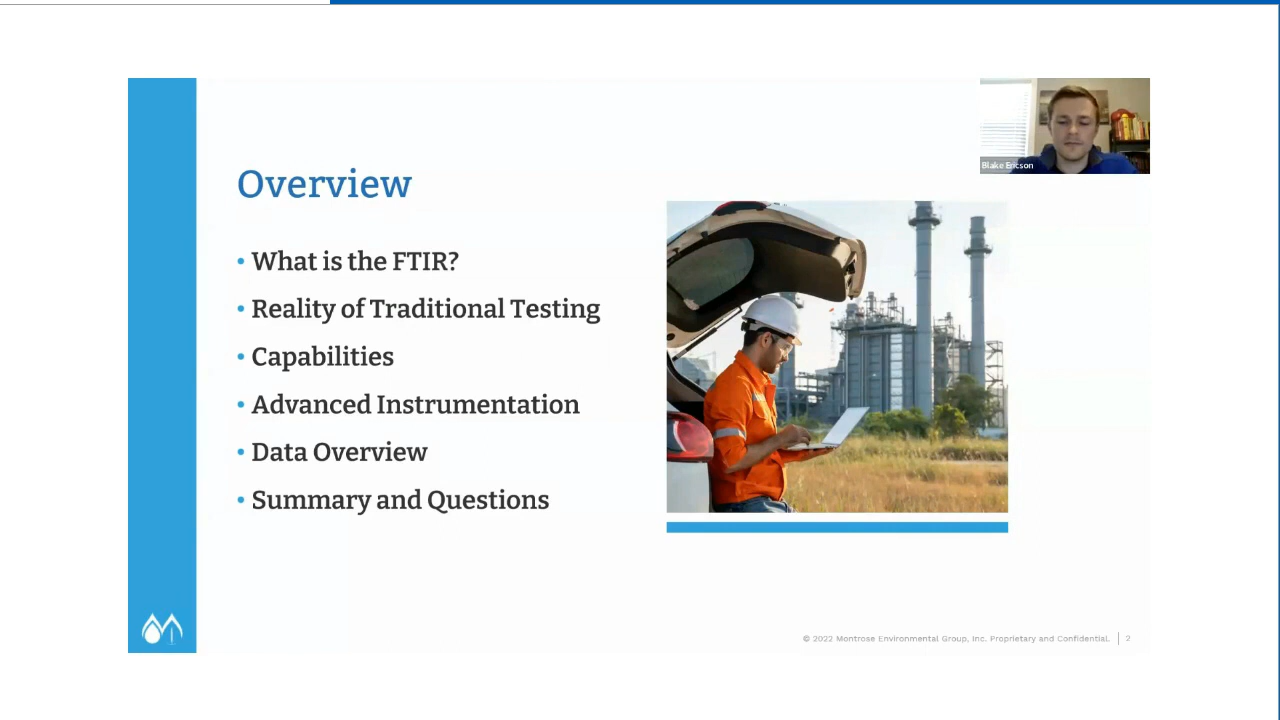 Blake Ericson
Overview
• What is the FTIR?
• Reality of Traditional Testing
• Capabilities
• Advanced Instrumentation
• Data Overview
• Summary and Questions
© 2022 Montrose Environmental Group, Inc. Proprietary and Confidential. | 2